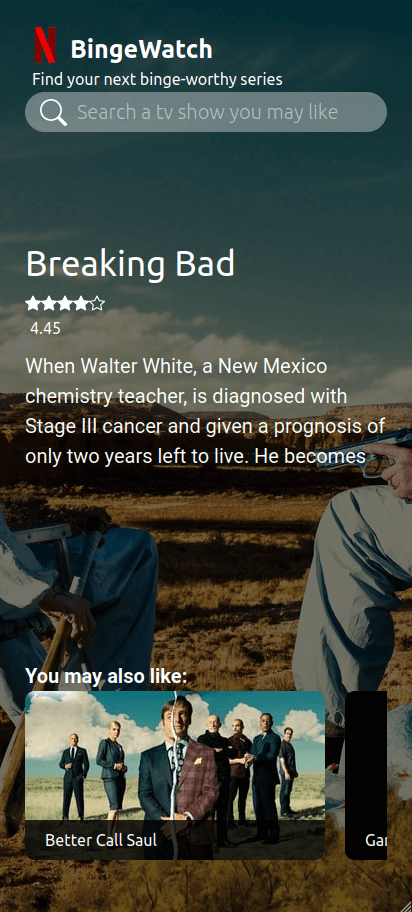 BingeWatch
Find your next binge-worthy series
Search a tv show you may like
Breaking Bad
4.45
When Walter White, a New Mexico
chemistry teacher, is diagnosed with
Stage III cancer and given a prognosis of
only two years left to live. He becomes
You may also like:
Better Call Saul